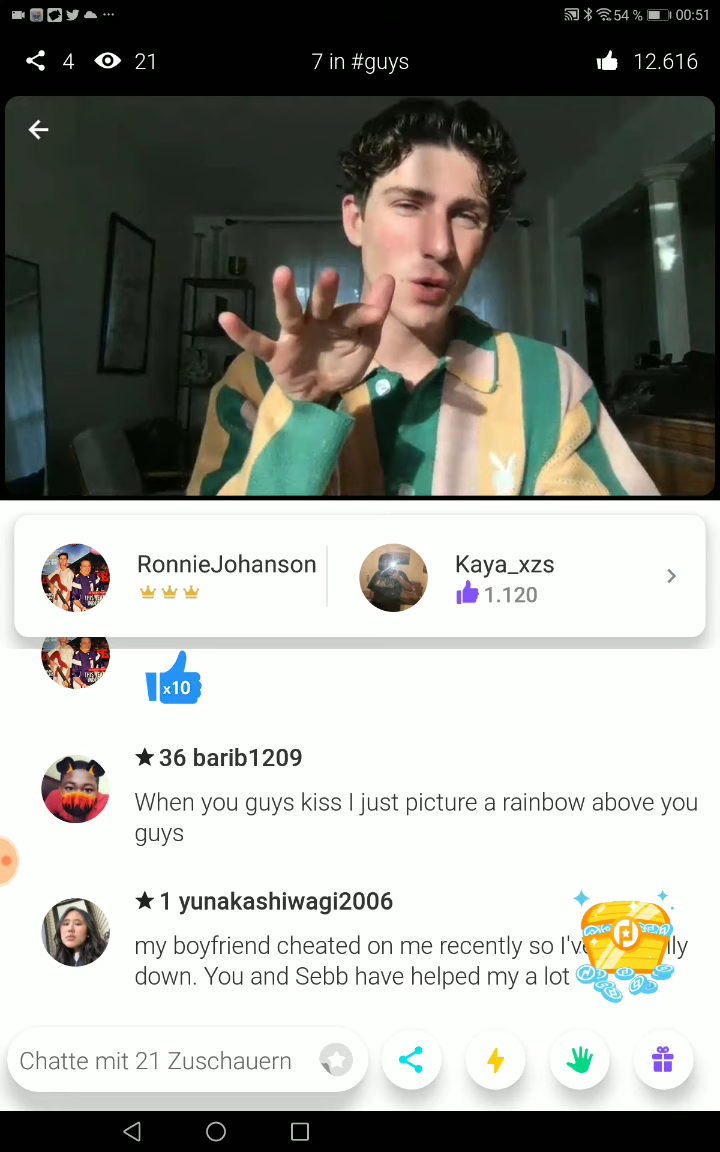 54 % 00:51
4 21 7 in #guys 12.616
RonnieJohanson Kaya_xzs
1.120
x10
★ 36 barib1209
When you guys kiss I just picture a rainbow above you
guys
★ 1 yunakashiwagi2006
my boyfriend cheated on me recently so I've lly
down. You and Sebb have helped my a lot
Chatte mit 21 Zuschauern